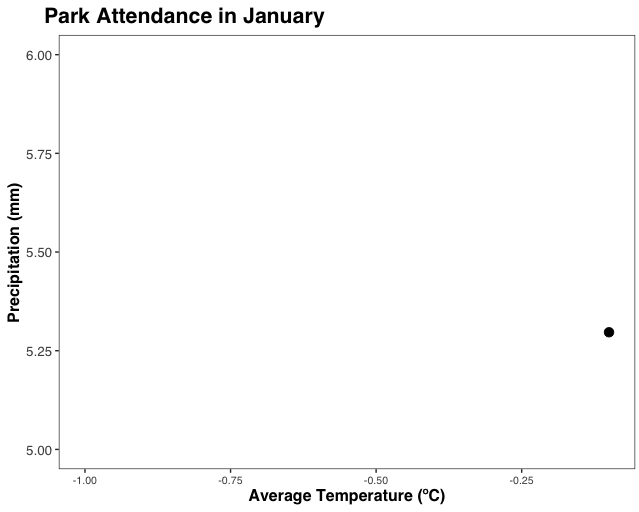 Park Attendance in January
6.00
5.75
5.50
5.25
5.00
Precipitation (mm)
-1.00 -0.75 -0.50 -0.25
Average Temperature (ºC)